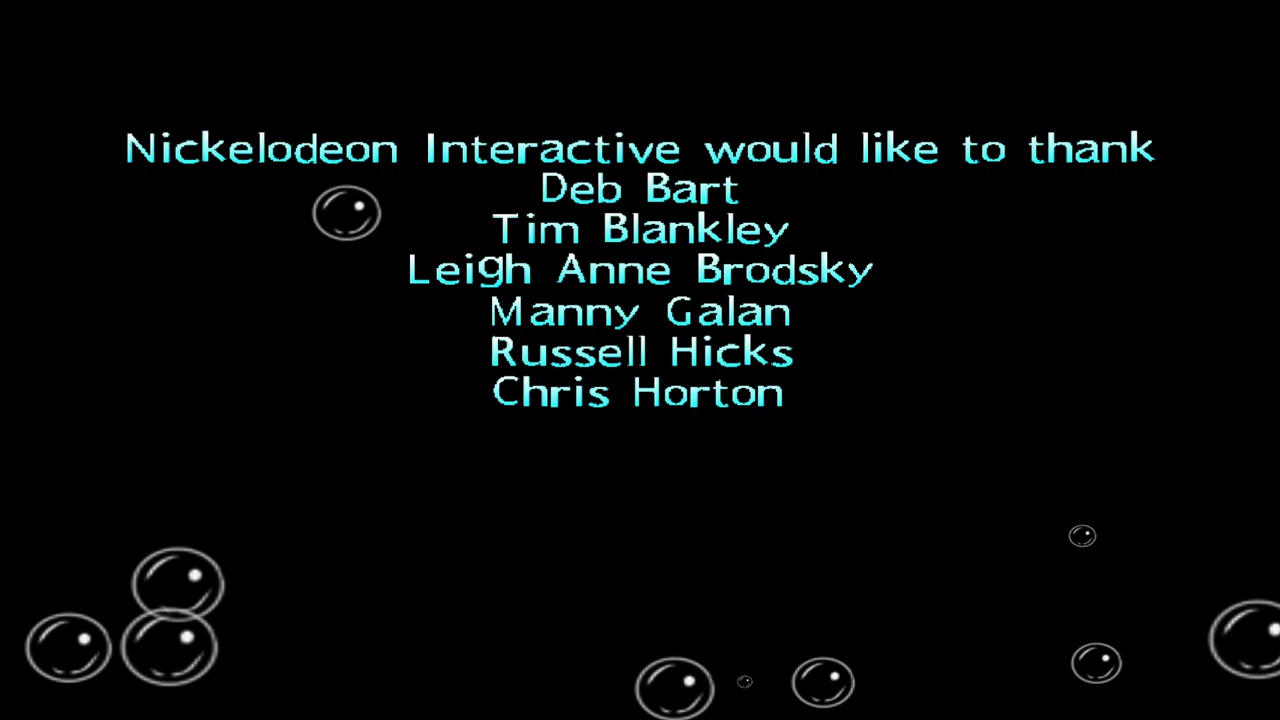 Nickelodeon Interactive would like to thank
Deb Bart
Tim Blankley
Leigh Anne Brodsky
Manny Galan
Russell Hicks
Chris Horton